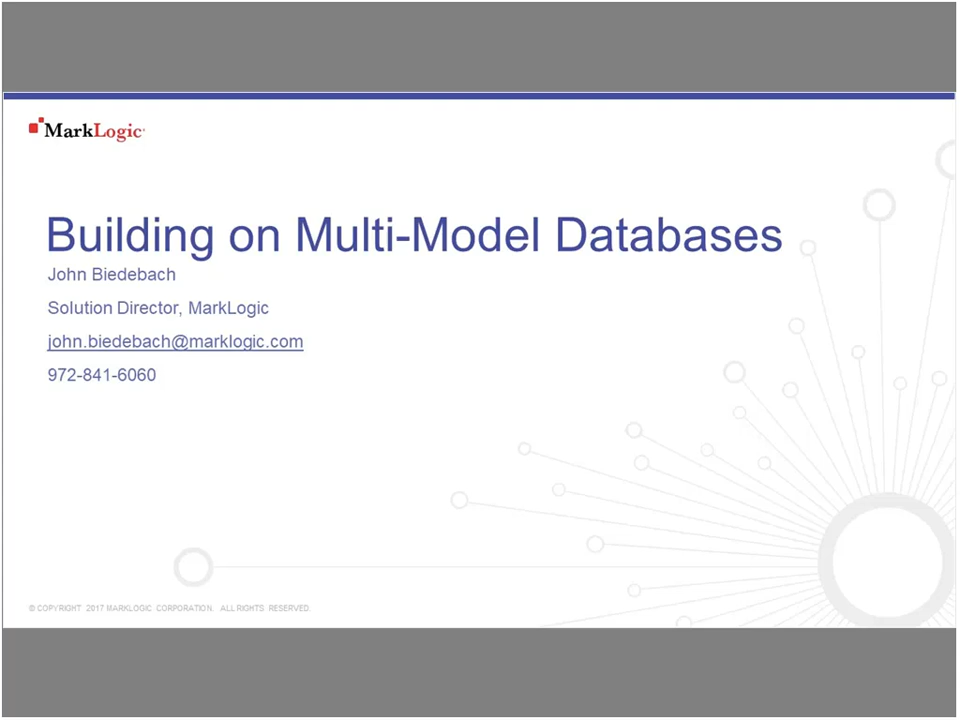 MarkLogic
Building on Multi-Model Databases
John Biedebach
Solution Director, MarkLogic
john.biedebach@marklogic.com
972-841-6060
© COPYRIGHT 2017 MARKLOGIC CORPORATION. ALL RIGHTS RESERVED.